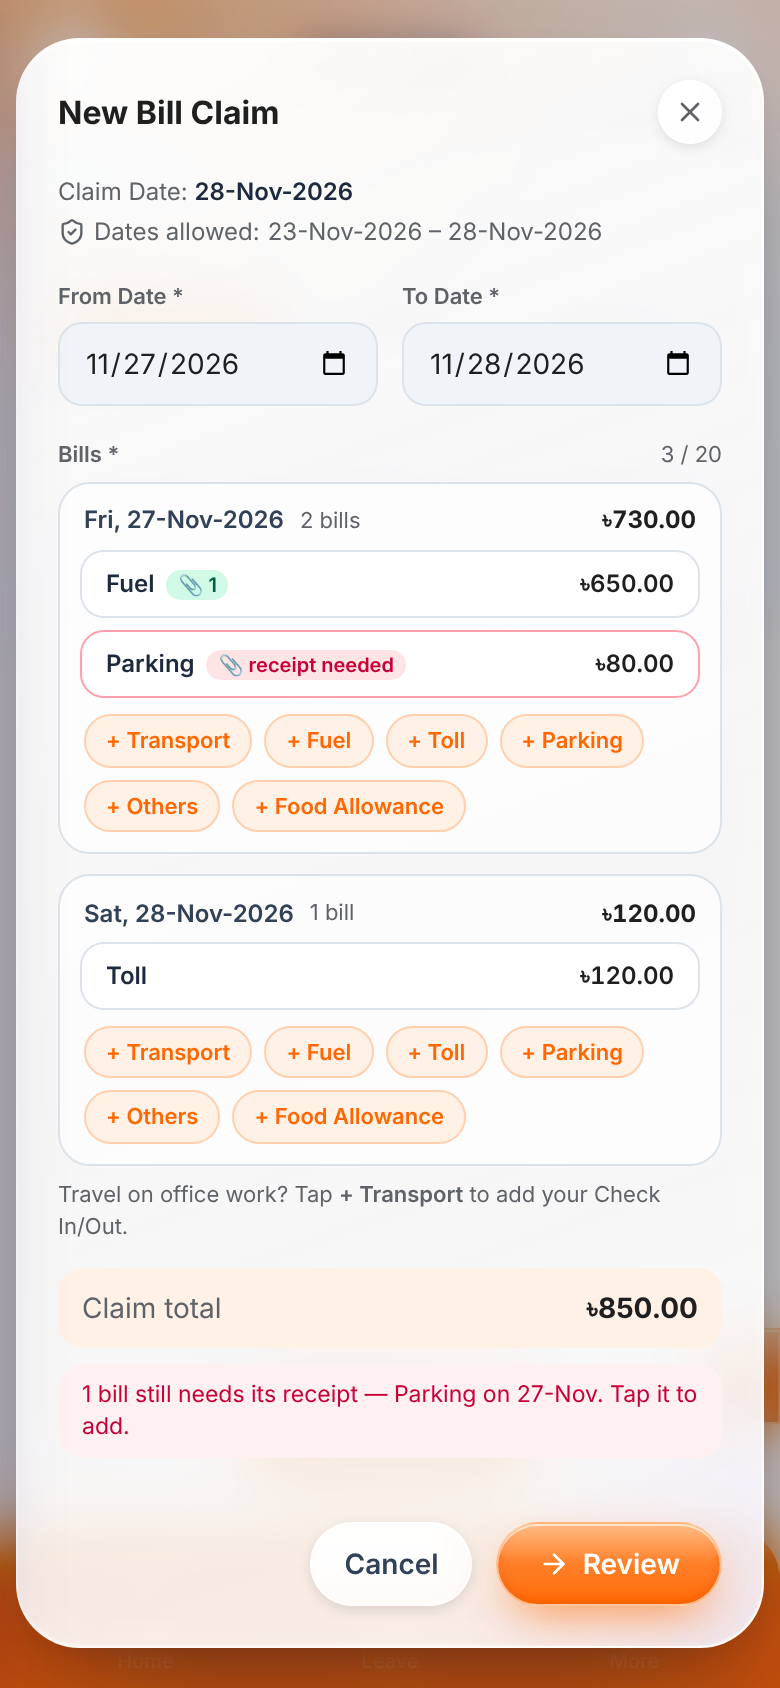 New Bill Claim
Claim Date: 28-Nov-2026
Dates allowed: 23-Nov-2026 – 28-Nov-2026
From Date * To Date *
11/27/2026 11/28/2026
Bills * 3 / 20
Fri, 27-Nov-2026 2 bills ৳730.00
Fuel 📎 1 ৳650.00
Parking 📎 receipt needed ৳80.00
+ Transport + Fuel + Toll + Parking
+ Others + Food Allowance
Sat, 28-Nov-2026 1 bill ৳120.00
Toll ৳120.00
+ Transport + Fuel + Toll + Parking
+ Others + Food Allowance
Travel on office work? Tap + Transport to add your Check
In/Out.
Claim total ৳850.00
1 bill still needs its receipt — Parking on 27-Nov. Tap it to
add.
Cancel → Review
Home Leave More